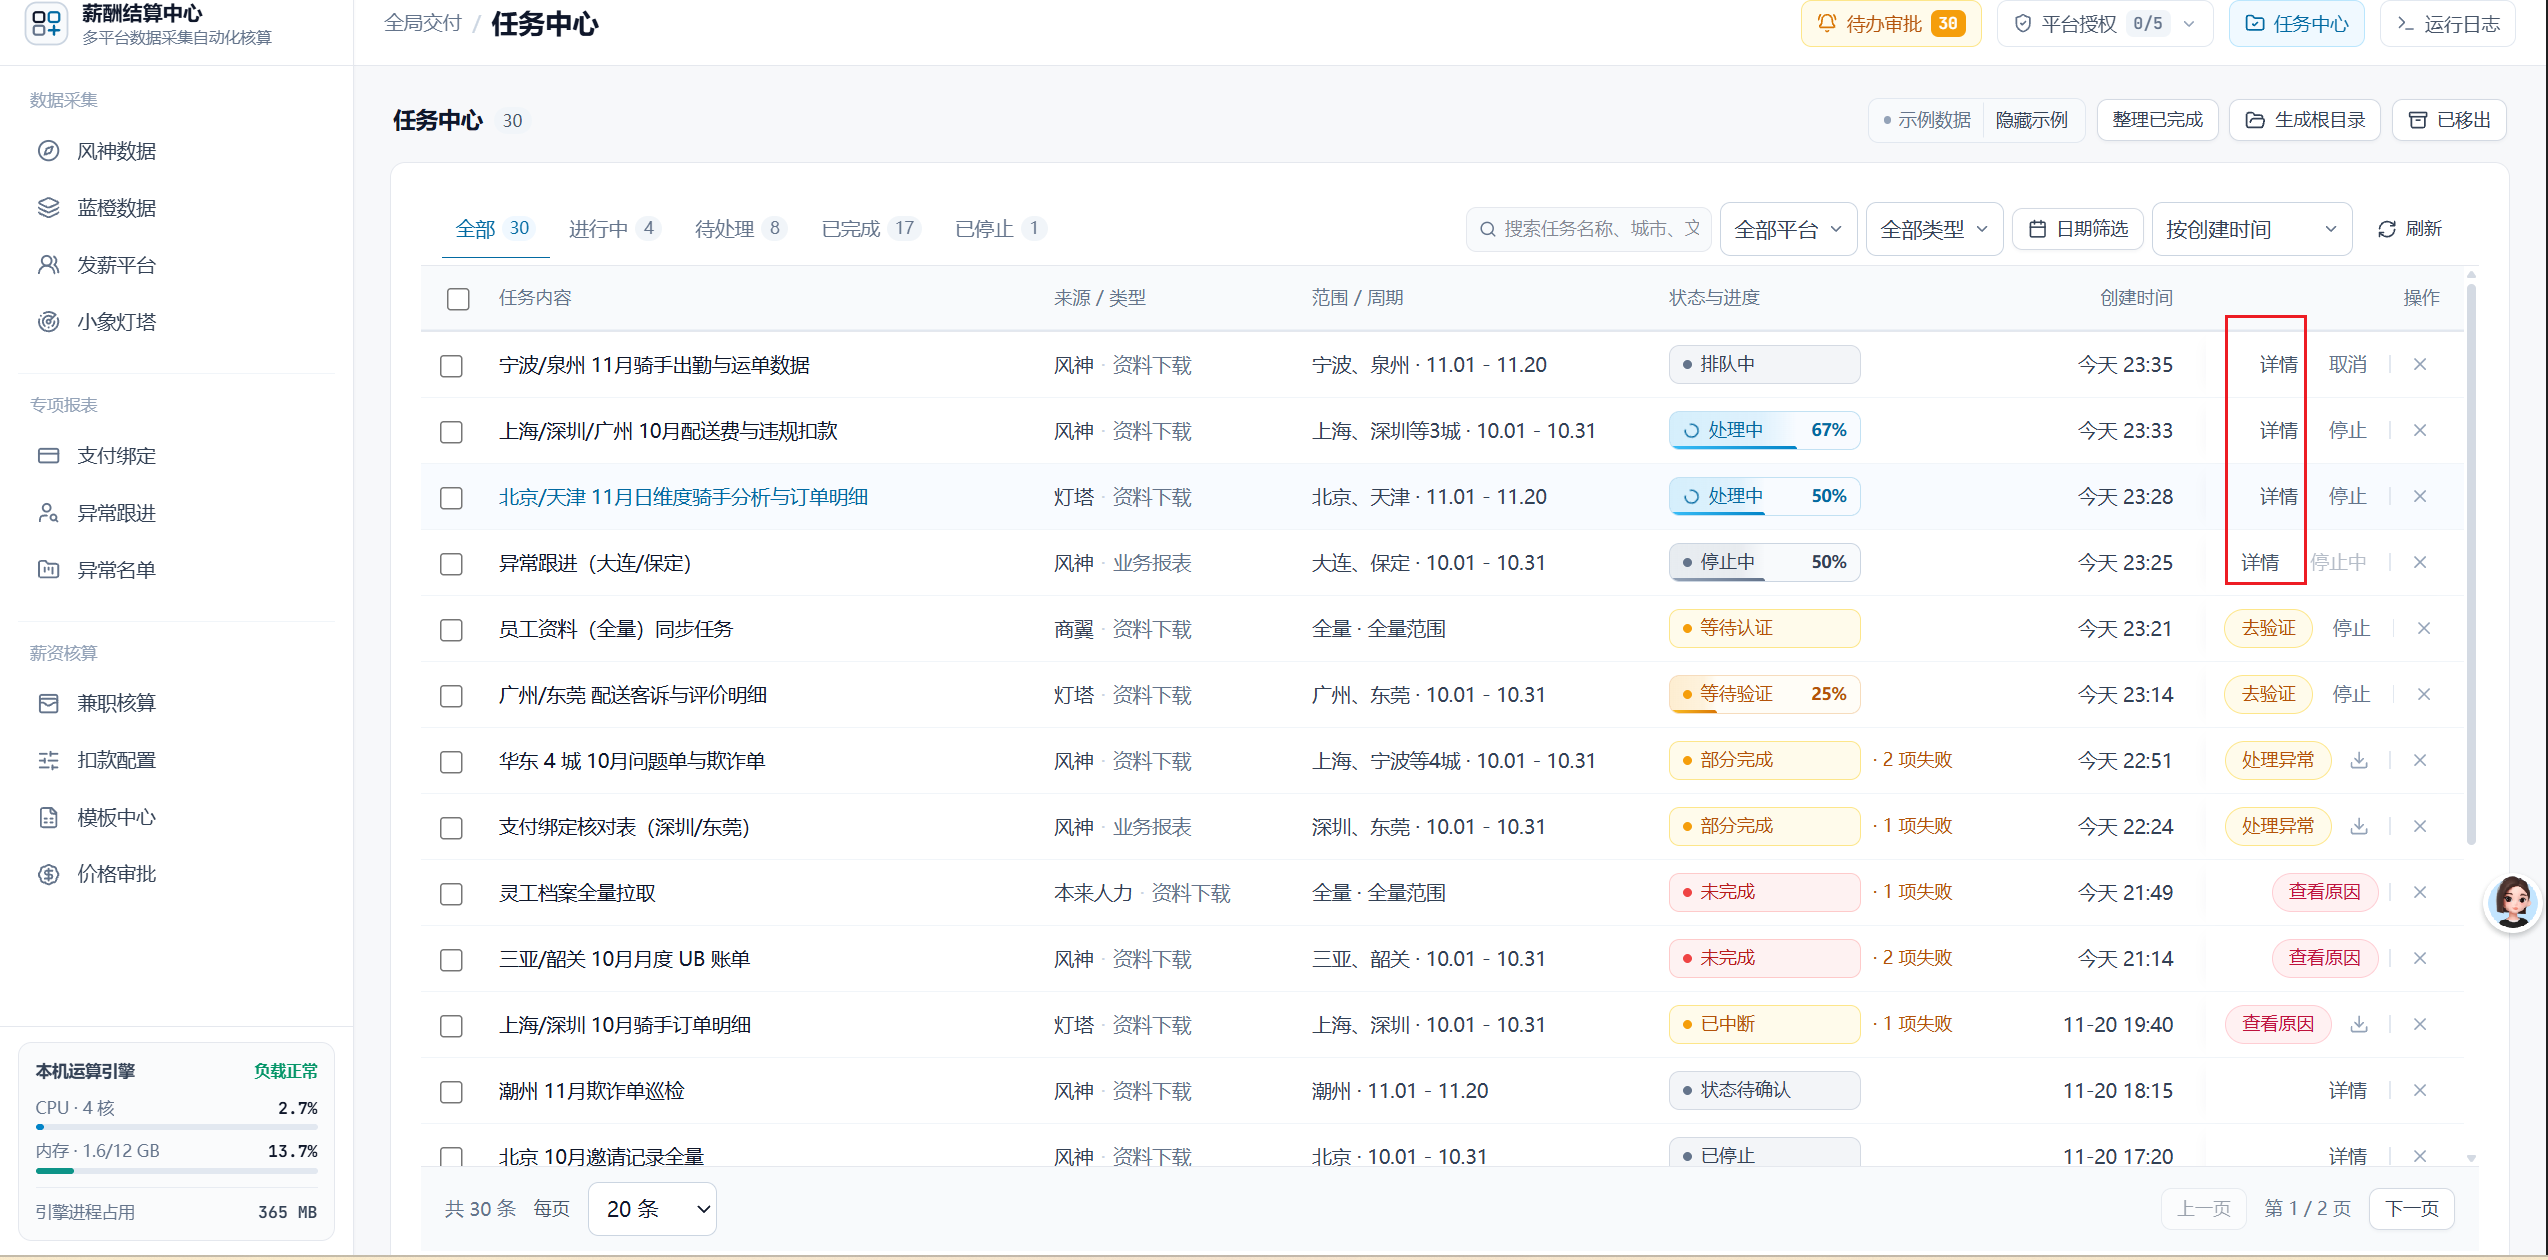 薪酬结算中心
多平台数据采集自动化核算
全局交付 / 任务中心
待办审批 30
平台授权 0/5
任务中心
运行日志
数据采集
风神数据
蓝橙数据
发薪平台
小象灯塔
专项报表
支付绑定
异常跟进
异常名单
薪资核算
兼职核算
扣款配置
模板中心
价格审批
本机运算引擎 负载正常
CPU · 4 核 2.7%
内存 · 1.6/12 GB 13.7%
引擎进程占用 365 MB
任务中心 30
示例数据 隐藏示例 整理已完成 生成根目录 已移出
全部 30 进行中 4 待处理 8 已完成 17 已停止 1
搜索任务名称、城市、文 全部平台 全部类型 日期筛选 按创建时间 刷新
任务内容 来源 / 类型 范围 / 周期 状态与进度 创建时间 操作
宁波/泉州 11月骑手出勤与运单数据 风神 · 资料下载 宁波、泉州 · 11.01 - 11.20 排队中 今天 23:35 详情 取消
上海/深圳/广州 10月配送费与违规扣款 风神 · 资料下载 上海、深圳等3城 · 10.01 - 10.31 处理中 67% 今天 23:33 详情 停止
北京/天津 11月日维度骑手分析与订单明细 灯塔 · 资料下载 北京、天津 · 11.01 - 11.20 处理中 50% 今天 23:28 详情 停止
异常跟进（大连/保定） 风神 · 业务报表 大连、保定 · 10.01 - 10.31 停止中 50% 今天 23:25 详情 停止中
员工资料（全量）同步任务 商翼 · 资料下载 全量 · 全量范围 等待认证 今天 23:21 去验证 停止
广州/东莞 配送客诉与评价明细 灯塔 · 资料下载 广州、东莞 · 10.01 - 10.31 等待验证 25% 今天 23:14 去验证 停止
华东 4 城 10月问题单与欺诈单 风神 · 资料下载 上海、宁波等4城 · 10.01 - 10.31 部分完成 · 2 项失败 今天 22:51 处理异常
支付绑定核对表（深圳/东莞） 风神 · 业务报表 深圳、东莞 · 10.01 - 10.31 部分完成 · 1 项失败 今天 22:24 处理异常
灵工档案全量拉取 本来人力 · 资料下载 全量 · 全量范围 未完成 · 1 项失败 今天 21:49 查看原因
三亚/韶关 10月月度 UB 账单 风神 · 资料下载 三亚、韶关 · 10.01 - 10.31 未完成 · 2 项失败 今天 21:14 查看原因
上海/深圳 10月骑手订单明细 灯塔 · 资料下载 上海、深圳 · 10.01 - 10.31 已中断 · 1 项失败 11-20 19:40 查看原因
潮州 11月欺诈单巡检 风神 · 资料下载 潮州 · 11.01 - 11.20 状态待确认 11-20 18:15 详情
北京 10月邀请记录全量 风神 · 资料下载 北京 · 10.01 - 10.31 已停止 11-20 17:20 详情
共 30 条 每页 20 条 上一页 第 1 / 2 页 下一页